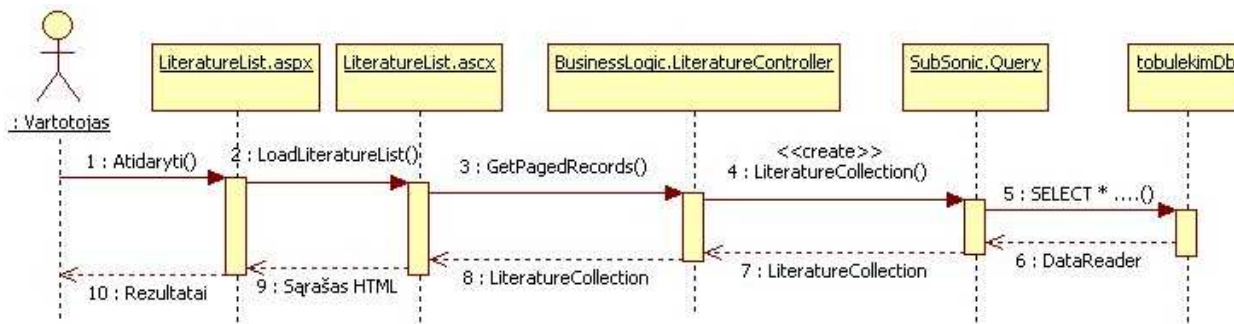 LiteratureList.aspx
LiteratureList.ascx
BusinessLogic.LiteratureController
SubSonic.Query
tobulekimDb
: Vartotojas
1 : Atidaryti()
2 : LoadLiteratureList()
3 : GetPagedRecords()
<<create>>
4 : LiteratureCollection()
5 : SELECT * ....()
6 : DataReader
7 : LiteratureCollection
8 : LiteratureCollection
9 : Sąrašas HTML
10 : Rezultatai